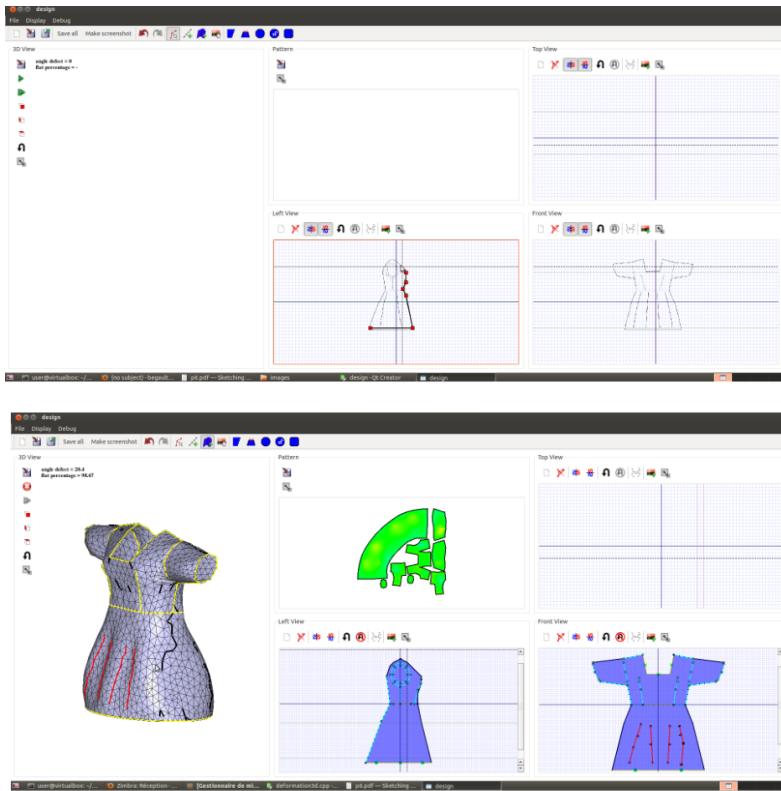 design
File Display Debug
Save all Make screenshot
3D View
Pattern
Top View
angle defect = 0
flat percentage = -
Left View
Front View
user@virtualbox: ~/... (no subject) - begault... p6.pdf — Sketching ... images design - Qt Creator design
design
File Display Debug
Save all Make screenshot
3D View
Pattern
Top View
angle defect = 20.4
flat percentage = 98.67
Left View
Front View
user@virtualbox: ~/... Zimbra: Réception - ... [Gestionnaire de mi... deformation3d.cpp -... p6.pdf — Sketching ... design